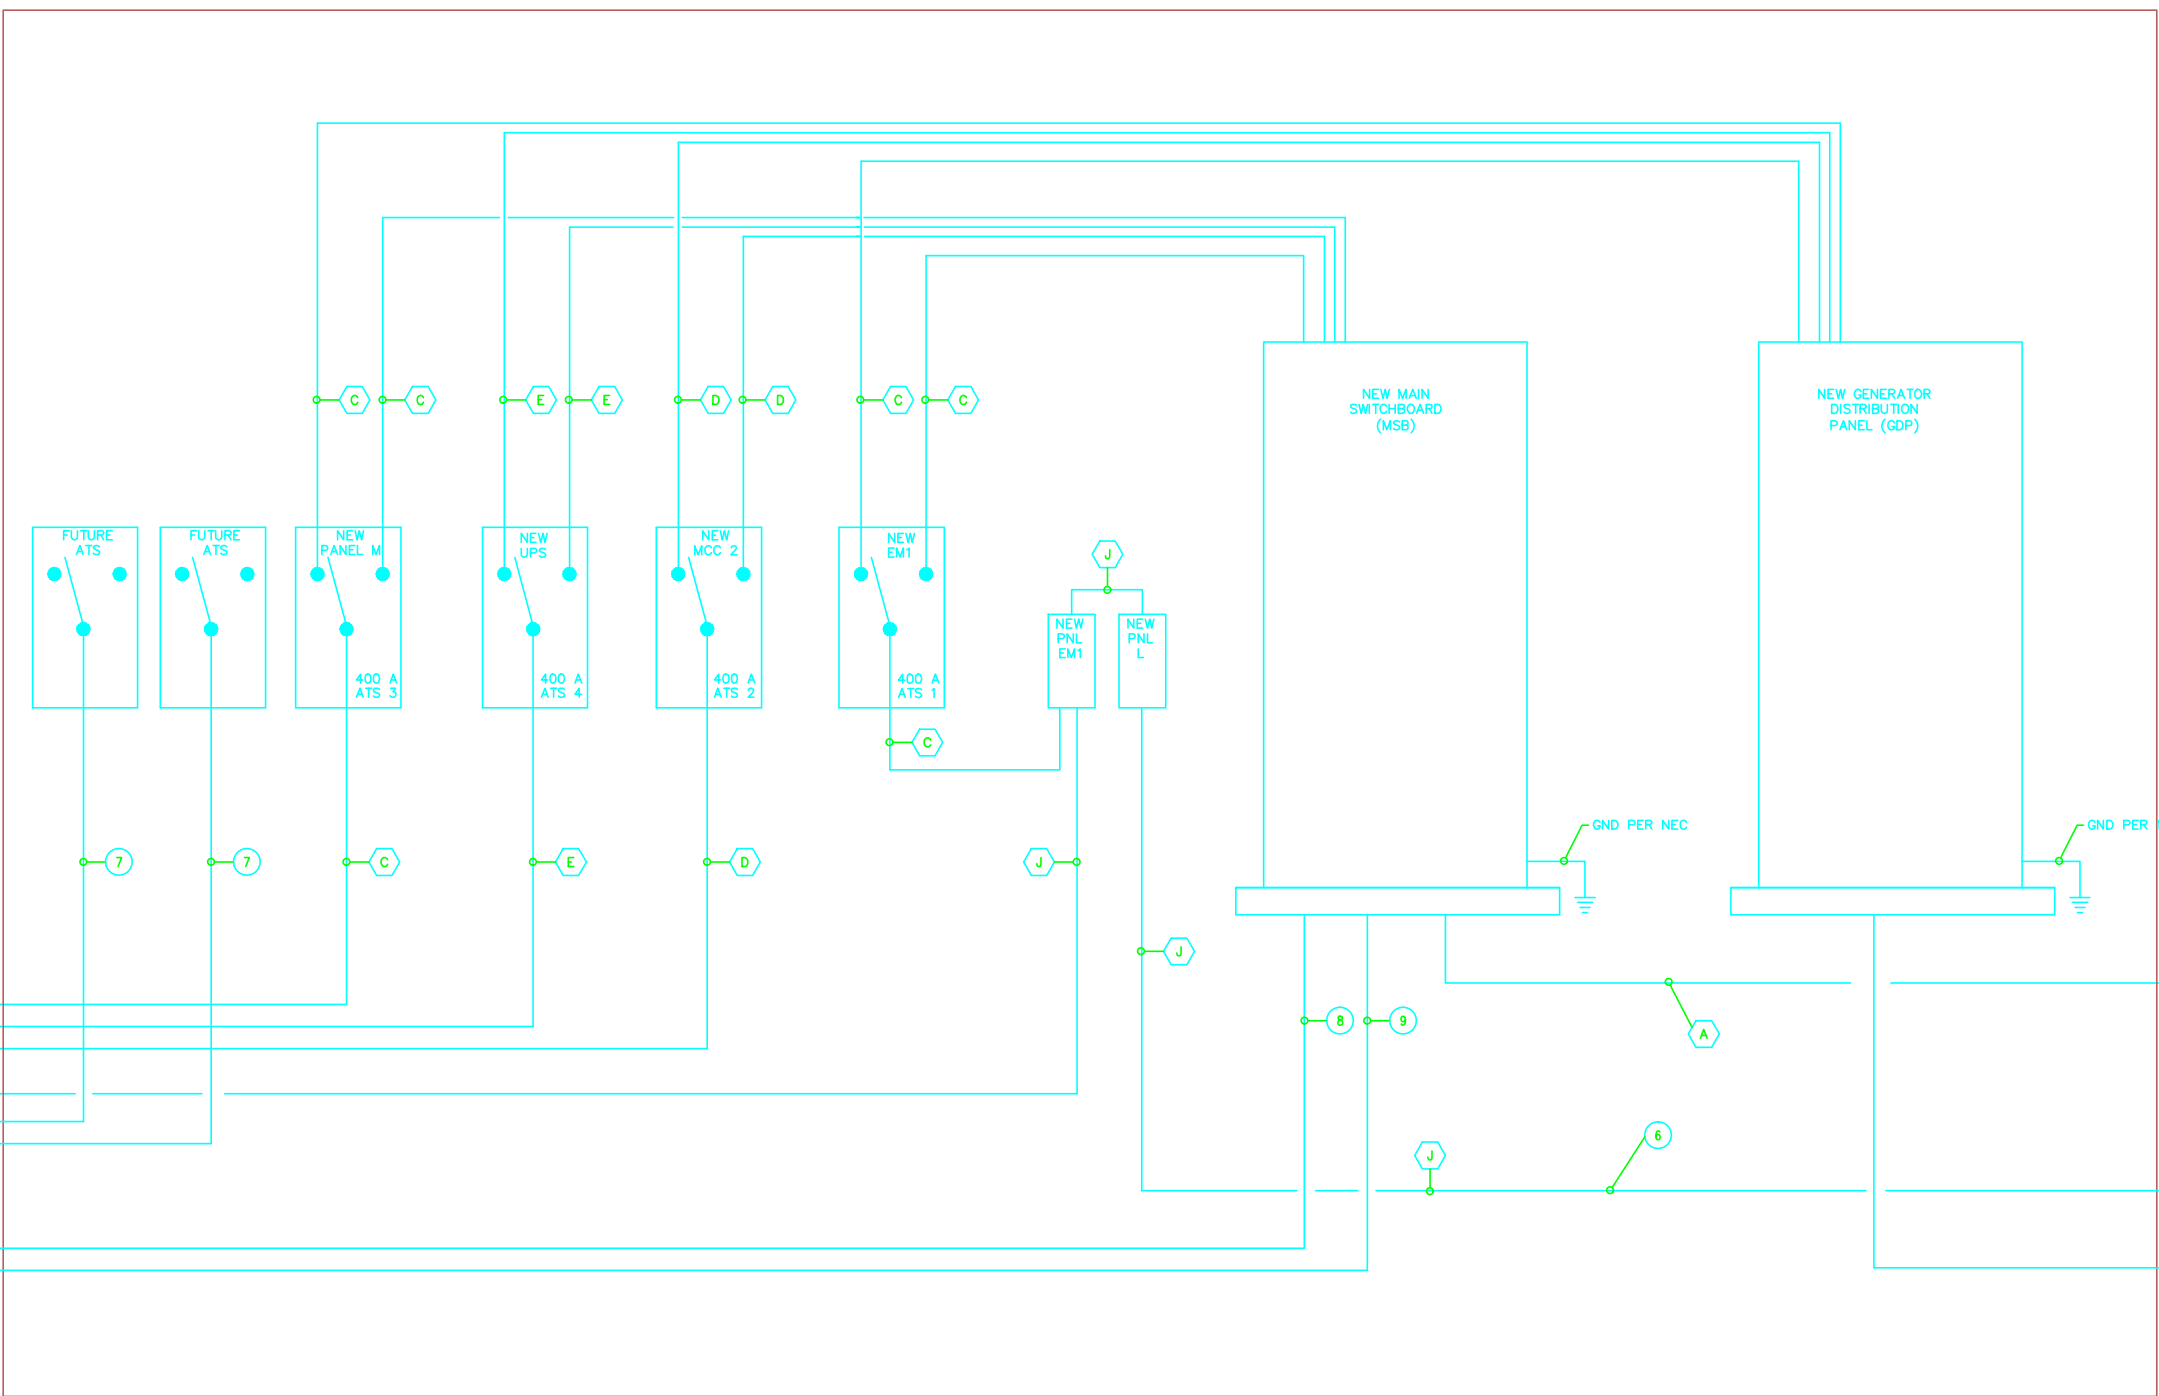 NEW MAIN
SWITCHBOARD
(MSB)
NEW GENERATOR
DISTRIBUTION
PANEL (GDP)
C
C
E
E
D
D
C
C
FUTURE
ATS
FUTURE
ATS
NEW
PANEL M
400 A
ATS 3
NEW
UPS
400 A
ATS 4
NEW
MCC 2
400 A
ATS 2
NEW
EM1
400 A
ATS 1
J
NEW
PNL
EM1
NEW
PNL
L
C
GND PER NEC
GND PER
7
7
C
E
D
J
J
8
9
A
6
J